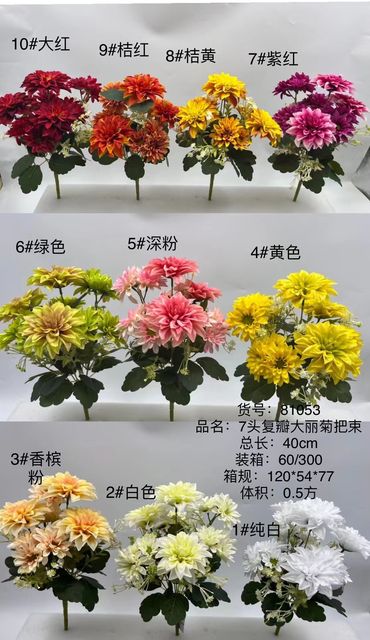 10#大红
9#桔红
8#桔黄
7#紫红
6#绿色
5#深粉
4#黄色
货号：81053
品名：7头复瓣大丽菊把束
总长：40cm
装箱：60/300
箱规：120*54*77
体积：0.5方
3#香槟
粉
2#白色
1#纯白